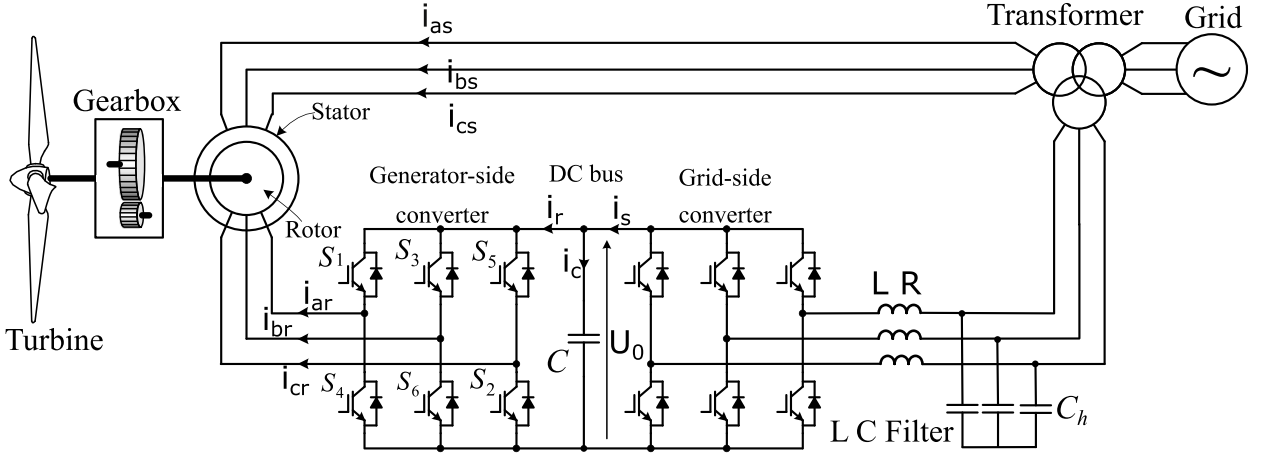 Transformer
Grid
i_as
i_bs
i_cs
Gearbox
Stator
Rotor
Turbine
Generator-side
converter
DC bus
Grid-side
converter
i_r
i_s
i_c
S1
S3
S5
i_ar
i_br
i_cr
S4
S6
S2
C
U0
L R
L C Filter
C_h
~